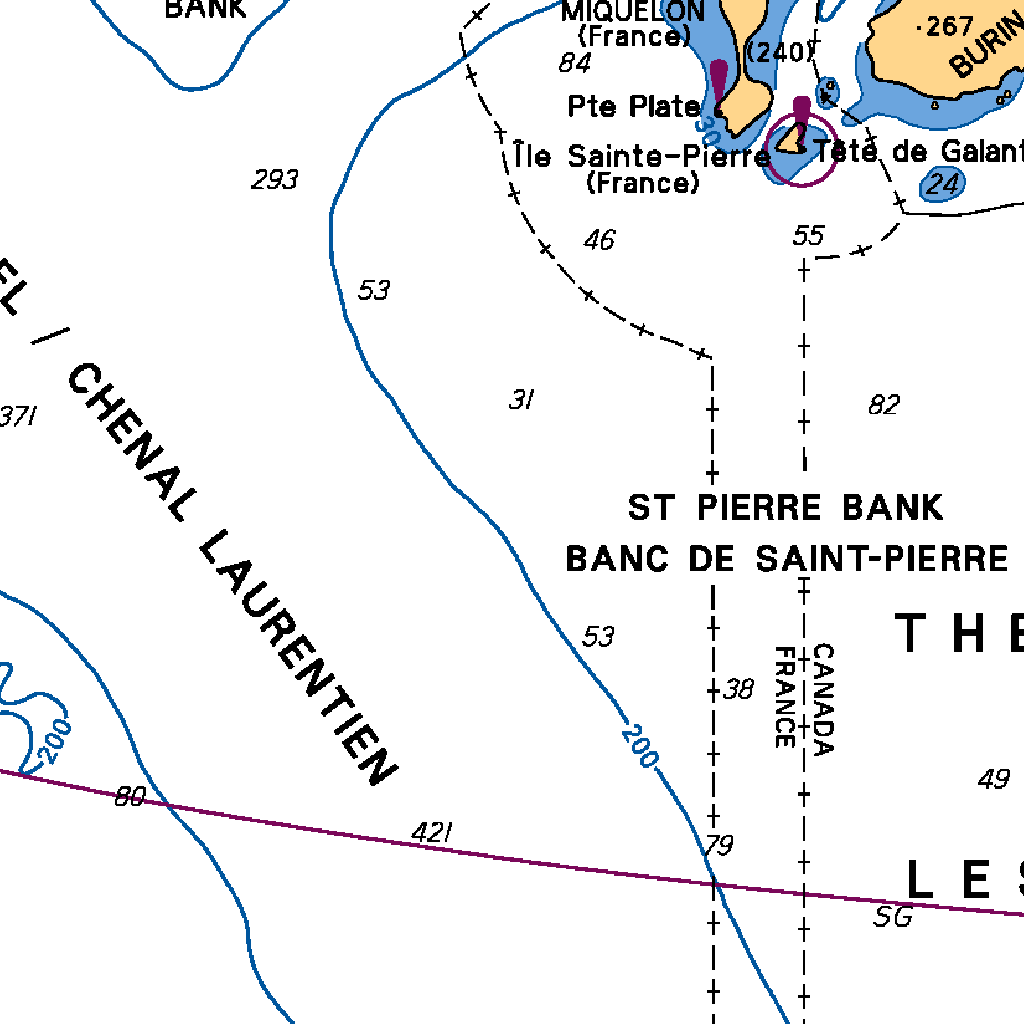 BANK
MIQUELON
(France)
84
(240)
·267
BURIN
Pte Plate
30
Île Sainte-Pierre
(France)
Tête de Galant
293
24
46
55
53
EL / CHENAL LAURENTIEN
371
31
82
ST PIERRE BANK
BANC DE SAINT-PIERRE
THE
53
38
CANADA
FRANCE
200
200
49
80
421
79
LES
SG